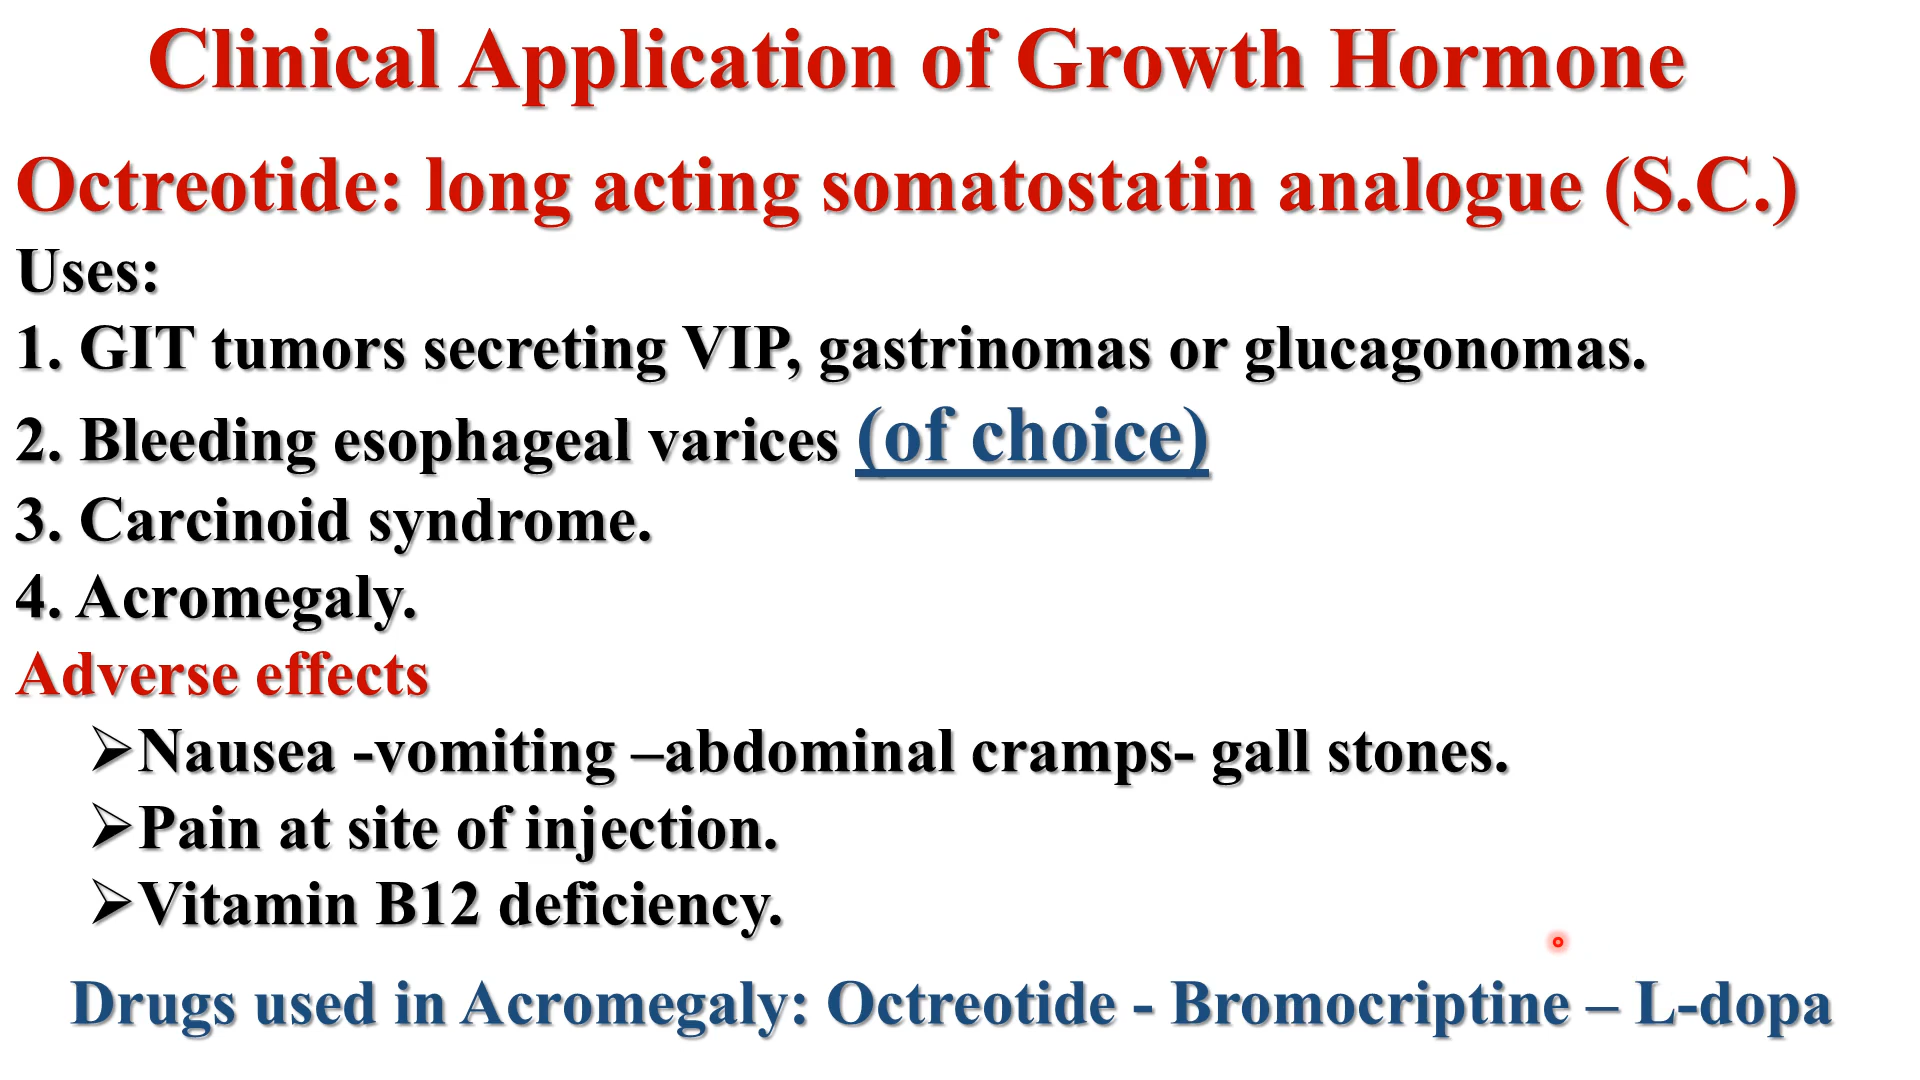 Clinical Application of Growth Hormone
Octreotide: long acting somatostatin analogue (S.C.)
Uses:
1. GIT tumors secreting VIP, gastrinomas or glucagonomas.
2. Bleeding esophageal varices (of choice)
3. Carcinoid syndrome.
4. Acromegaly.
Adverse effects
➢Nausea -vomiting –abdominal cramps- gall stones.
➢Pain at site of injection.
➢Vitamin B12 deficiency.
Drugs used in Acromegaly: Octreotide - Bromocriptine – L-dopa